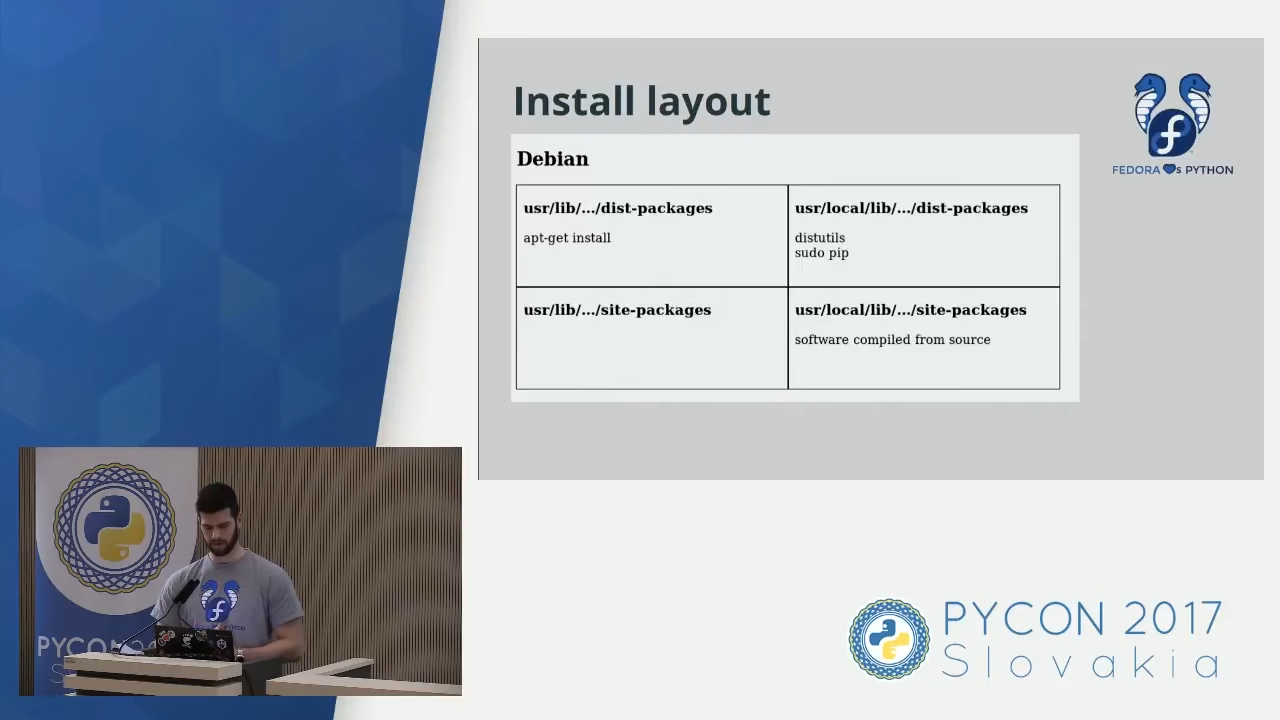 Install layout
FEDORA s PYTHON
Debian
usr/lib/.../dist-packages
apt-get install
usr/local/lib/.../dist-packages
distutils
sudo pip
usr/lib/.../site-packages
usr/local/lib/.../site-packages
software compiled from source
PYCON
PYCON 2017
Slovakia